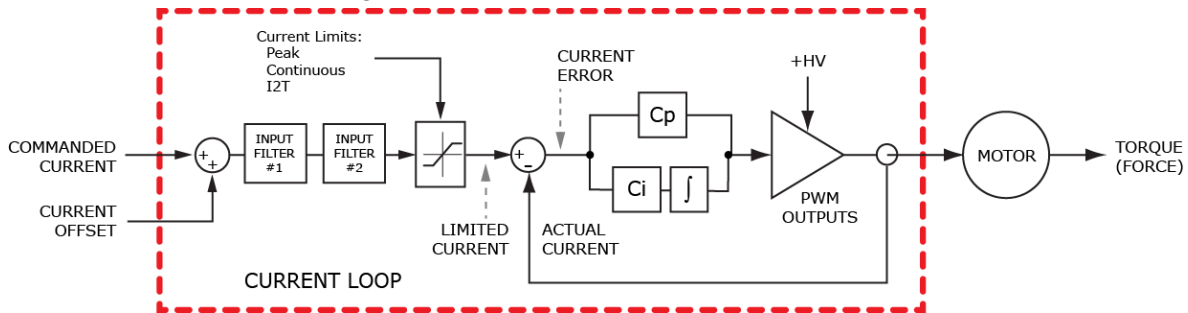 Current Limits:
Peak
Continuous
I2T
CURRENT
ERROR
+HV
COMMANDED
CURRENT
+
+
INPUT
FILTER
#1
INPUT
FILTER
#2
+
-
Cp
Ci
∫
PWM
OUTPUTS
MOTOR
TORQUE
(FORCE)
CURRENT
OFFSET
LIMITED
CURRENT
ACTUAL
CURRENT
CURRENT LOOP